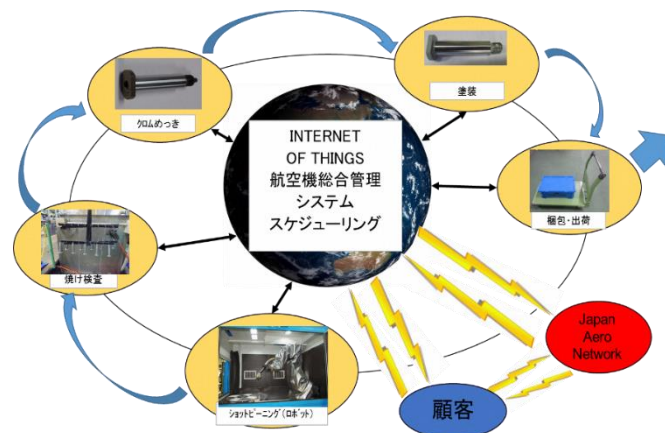 クロムめっき
塗装
INTERNET
OF THINGS
航空機総合管理
システム
スケジューリング
梱包・出荷
焼け検査
ショットピーニング(ロボット)
Japan
Aero
Network
顧客